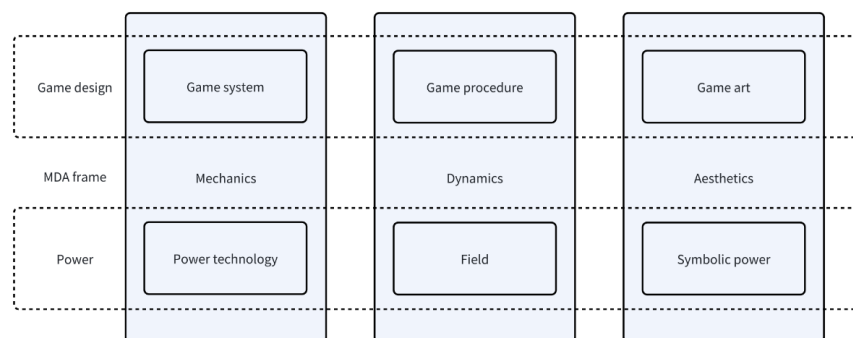 Game design
Game system
Game procedure
Game art
MDA frame
Mechanics
Dynamics
Aesthetics
Power
Power technology
Field
Symbolic power